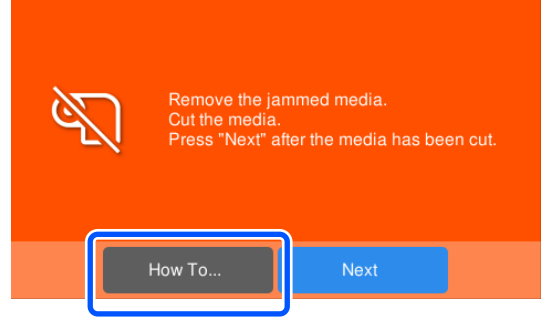 Remove the jammed media.
Cut the media.
Press "Next" after the media has been cut.
How To...
Next